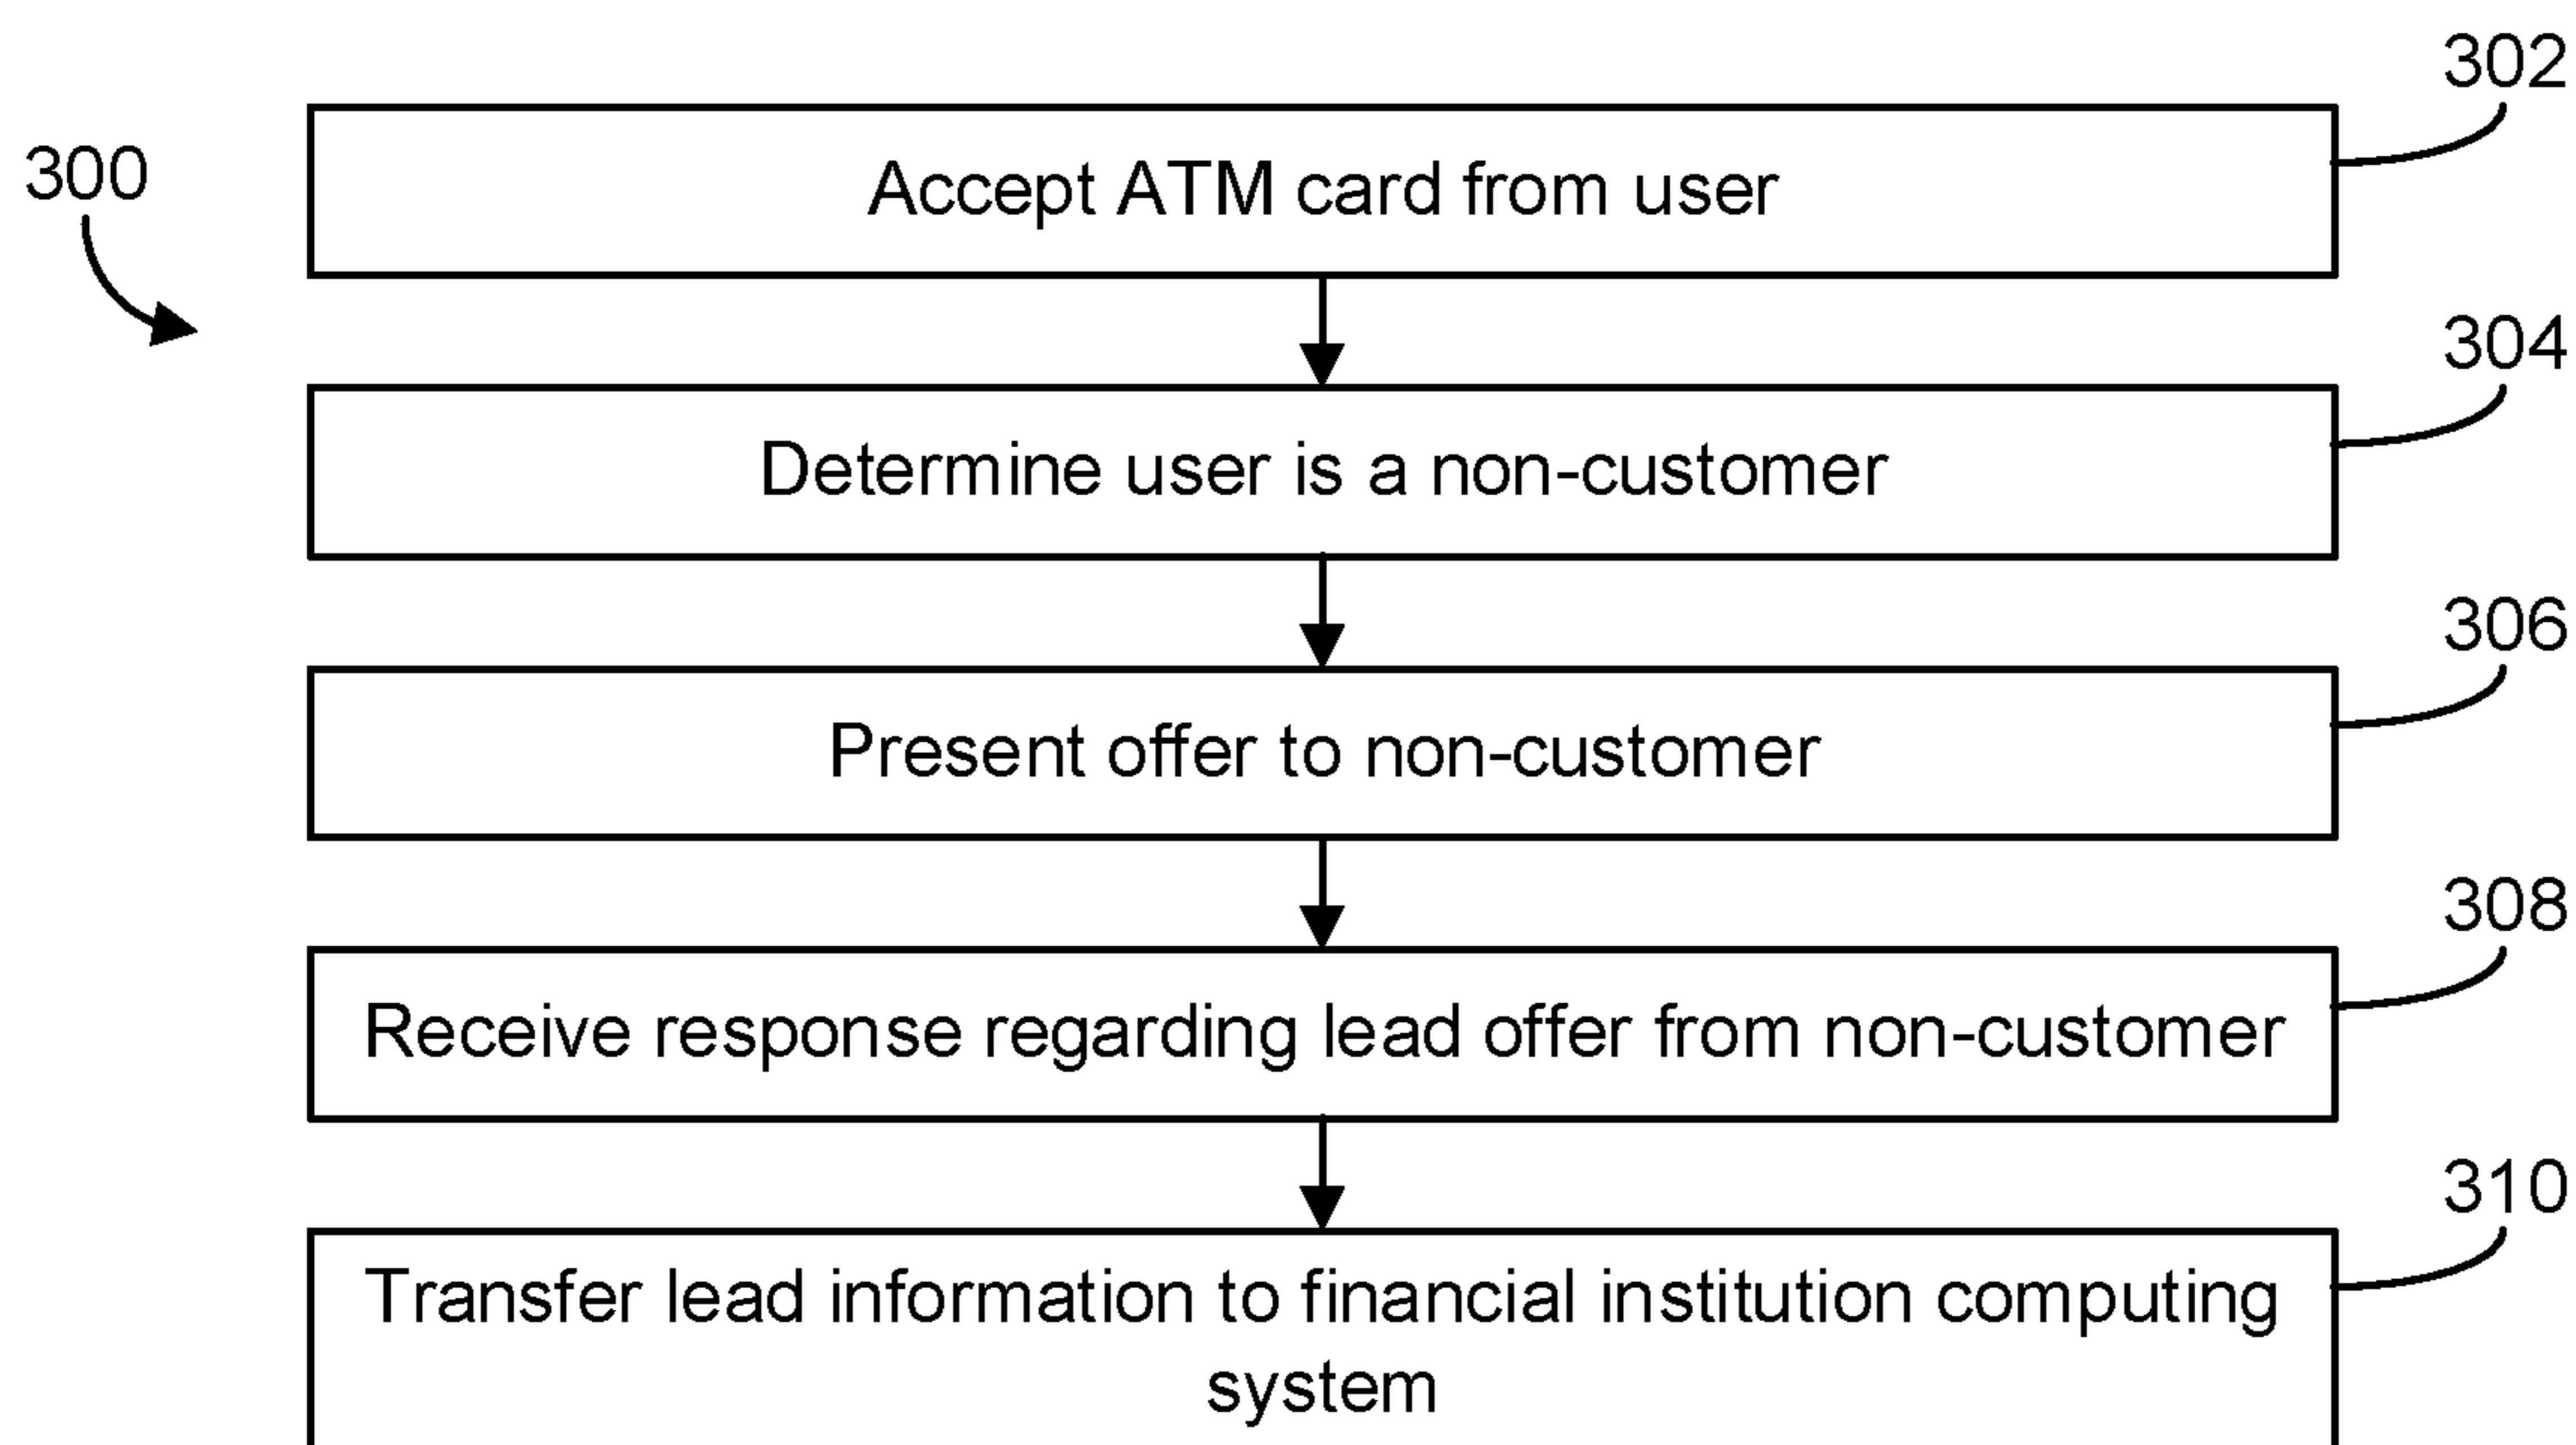 302
300
Accept ATM card from user
304
Determine user is a non-customer
306
Present offer to non-customer
308
Receive response regarding lead offer from non-customer
310
Transfer lead information to financial institution computing
system